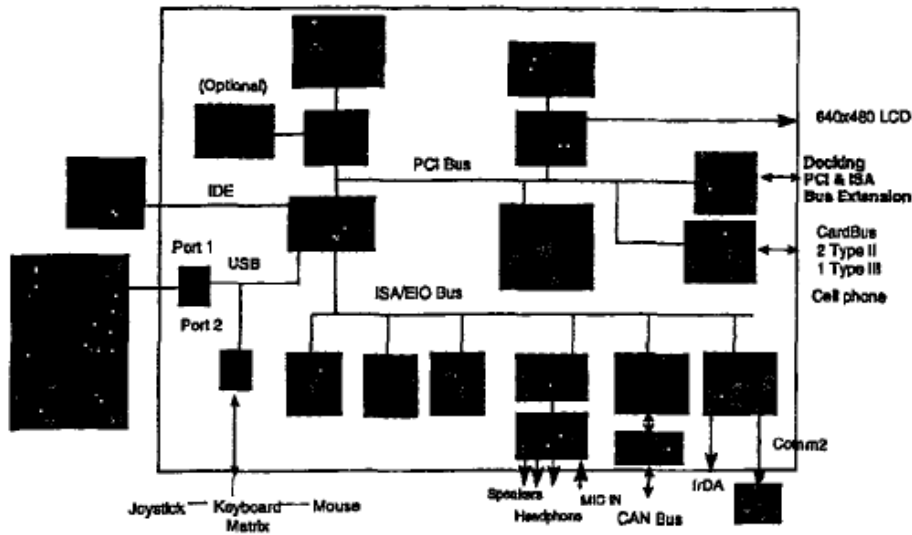 (Optional)
640x480 LCD
PCI Bus
Docking
PCI & ISA
Bus Extension
IDE
Port 1
USB
CardBus
2 Type II
1 Type III
ISA/EIO Bus
Cell phone
Port 2
Comm2
Speakers
Headphone
MIC IN
CAN Bus
IrDA
Joystick
Keyboard
Matrix
Mouse